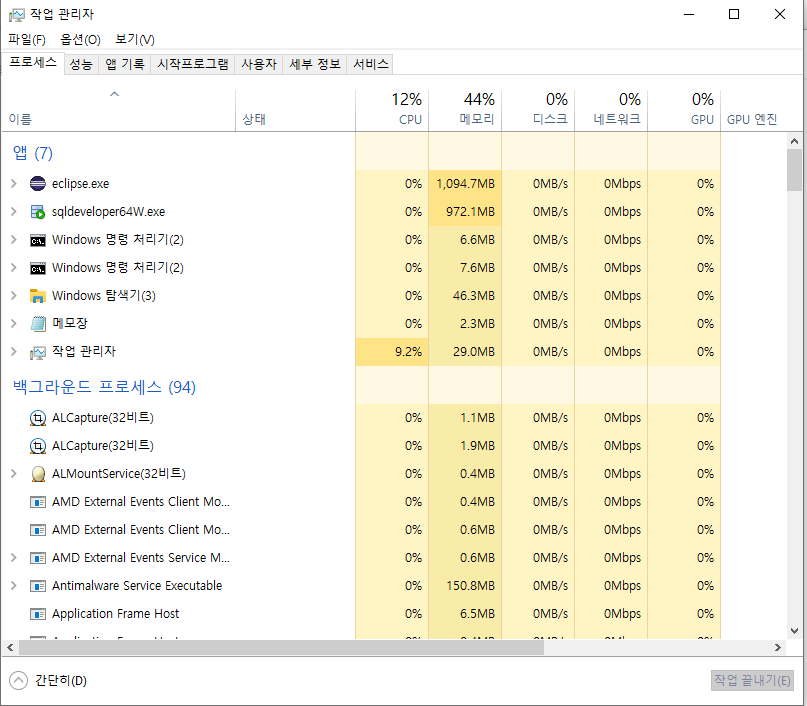 작업 관리자
파일(F) 옵션(O) 보기(V)
프로세스 성능 앱 기록 시작프로그램 사용자 세부 정보 서비스
12% 44% 0% 0% 0%
이름 상태 CPU 메모리 디스크 네트워크 GPU GPU 엔진
앱 (7)
eclipse.exe 0% 1,094.7MB 0MB/s 0Mbps 0%
sqldeveloper64W.exe 0% 972.1MB 0MB/s 0Mbps 0%
Windows 명령 처리기(2) 0% 6.6MB 0MB/s 0Mbps 0%
Windows 명령 처리기(2) 0% 7.6MB 0MB/s 0Mbps 0%
Windows 탐색기(3) 0% 46.3MB 0MB/s 0Mbps 0%
메모장 0% 2.3MB 0MB/s 0Mbps 0%
작업 관리자 9.2% 29.0MB 0MB/s 0Mbps 0%
백그라운드 프로세스 (94)
ALCapture(32비트) 0% 1.1MB 0MB/s 0Mbps 0%
ALCapture(32비트) 0% 1.9MB 0MB/s 0Mbps 0%
ALMountService(32비트) 0% 0.4MB 0MB/s 0Mbps 0%
AMD External Events Client Mo... 0% 0.4MB 0MB/s 0Mbps 0%
AMD External Events Client Mo... 0% 0.6MB 0MB/s 0Mbps 0%
AMD External Events Service M... 0% 0.6MB 0MB/s 0Mbps 0%
Antimalware Service Executable 0% 150.8MB 0MB/s 0Mbps 0%
Application Frame Host 0% 6.5MB 0MB/s 0Mbps 0%
간단히(D) 작업 끝내기(E)